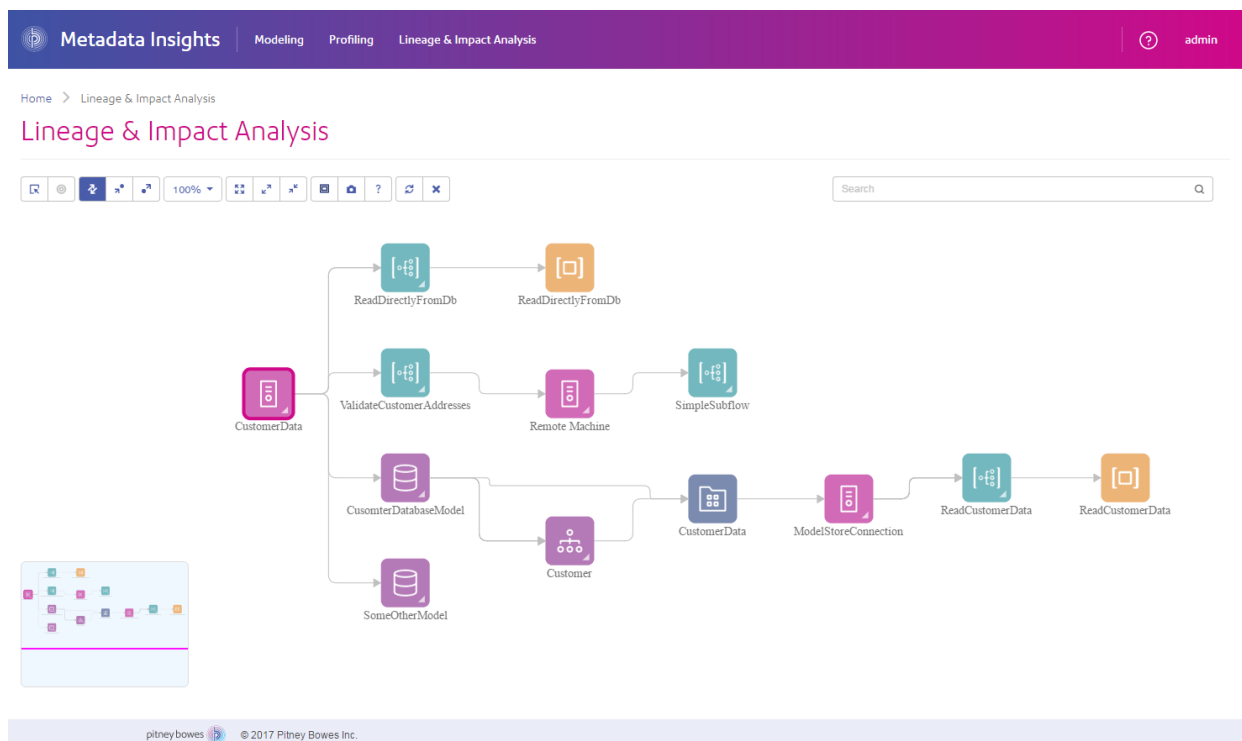 Metadata Insights Modeling Profiling Lineage & Impact Analysis ? admin
Home > Lineage & Impact Analysis
Lineage & Impact Analysis
100% ? Search
ReadDirectlyFromDb ReadDirectlyFromDb
ValidateCustomerAddresses Remote Machine SimpleSubflow
CustomerData
CusomterDatabaseModel CustomerData ModelStoreConnection ReadCustomerData ReadCustomerData
Customer
SomeOtherModel
pitney bowes © 2017 Pitney Bowes Inc.